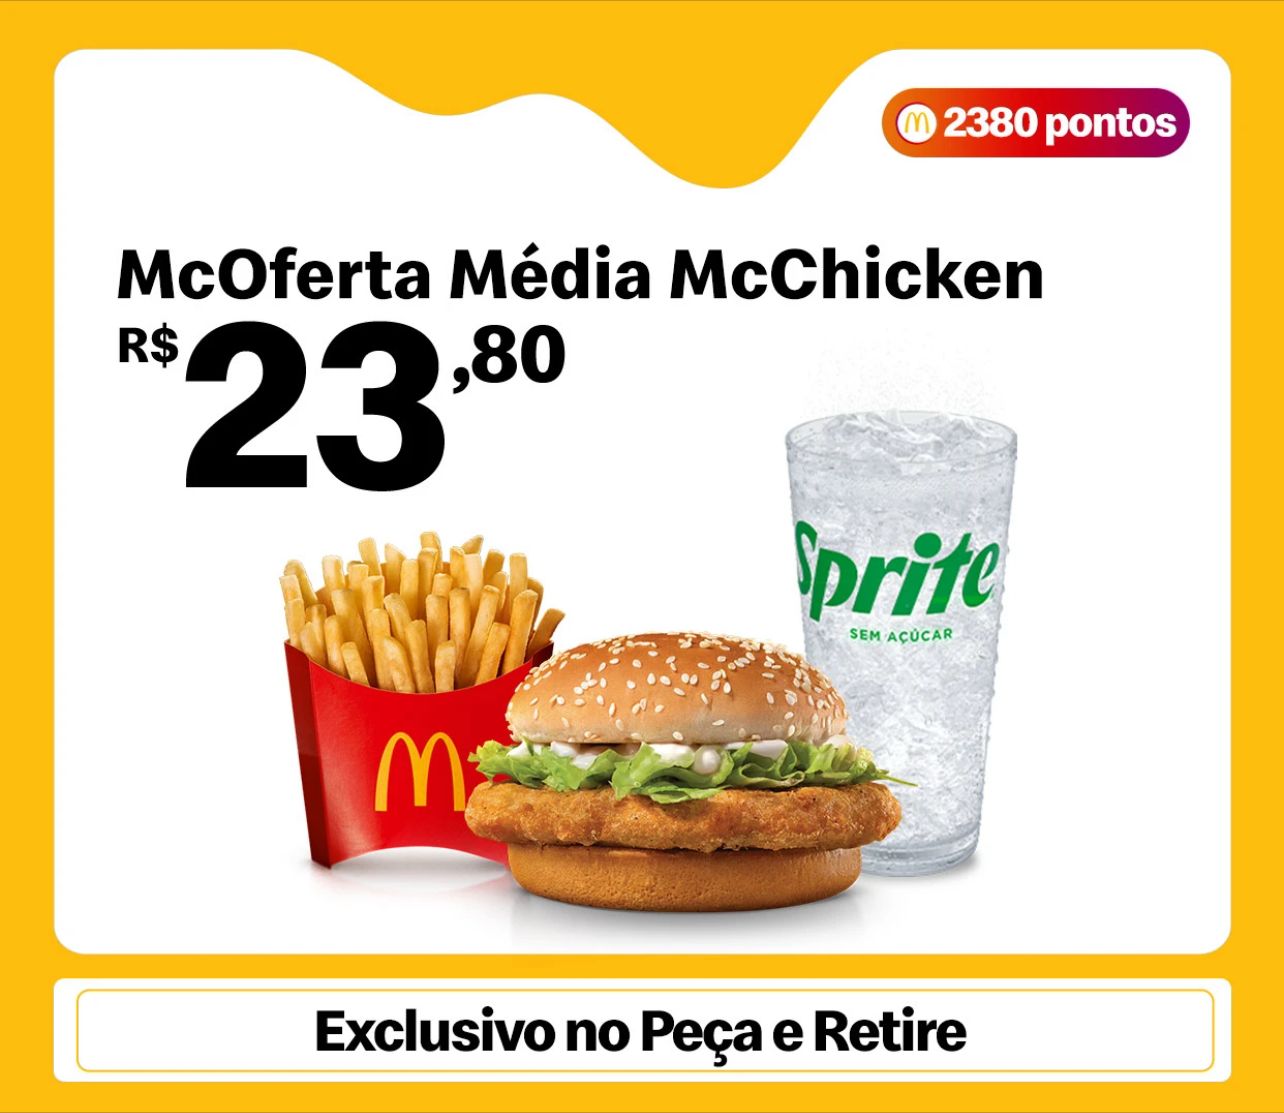 2380 pontos
McOferta Média McChicken
R$ 23,80
Sprite
SEM AÇÚCAR
Exclusivo no Peça e Retire